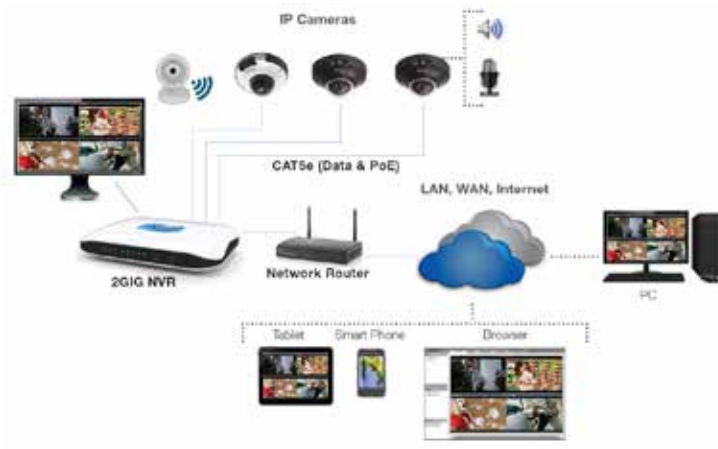 IP Cameras
CAT5e (Data & PoE)
LAN, WAN, Internet
2GIG NVR
Network Router
PC
Tablet
Smart Phone
Browser